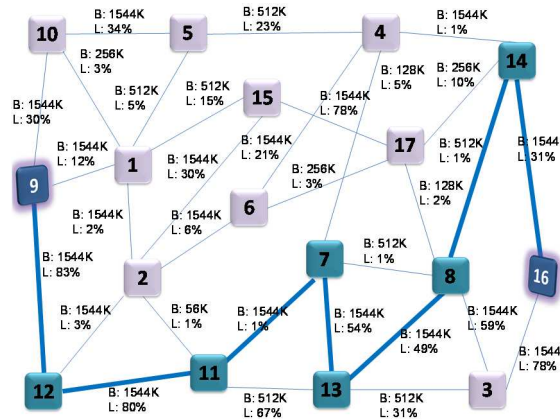 B: 1544K
L: 34%
B: 512K
L: 23%
B: 1544K
L: 1%
10
5
4
14
B: 256K
L: 3%
B: 128K
L: 5%
B: 256K
L: 10%
B: 512K
L: 5%
B: 512K
L: 15%
15
B: 1544K
L: 78%
B: 1544K
L: 30%
B: 1544K
L: 21%
B: 512K
L: 1%
B: 1544K
L: 31%
17
B: 1544K
L: 12%
1
B: 1544K
L: 30%
B: 256K
L: 3%
B: 128K
L: 2%
9
6
B: 1544K
L: 2%
B: 1544K
L: 6%
B: 1544K
L: 83%
B: 512K
L: 1%
2
7
8
16
B: 1544K
L: 3%
B: 56K
L: 1%
B: 1544K
L: 1%
B: 1544K
L: 54%
B: 1544K
L: 59%
B: 1544K
L: 49%
B: 1544
L: 78%
12
11
13
3
B: 1544K
L: 80%
B: 512K
L: 67%
B: 512K
L: 31%